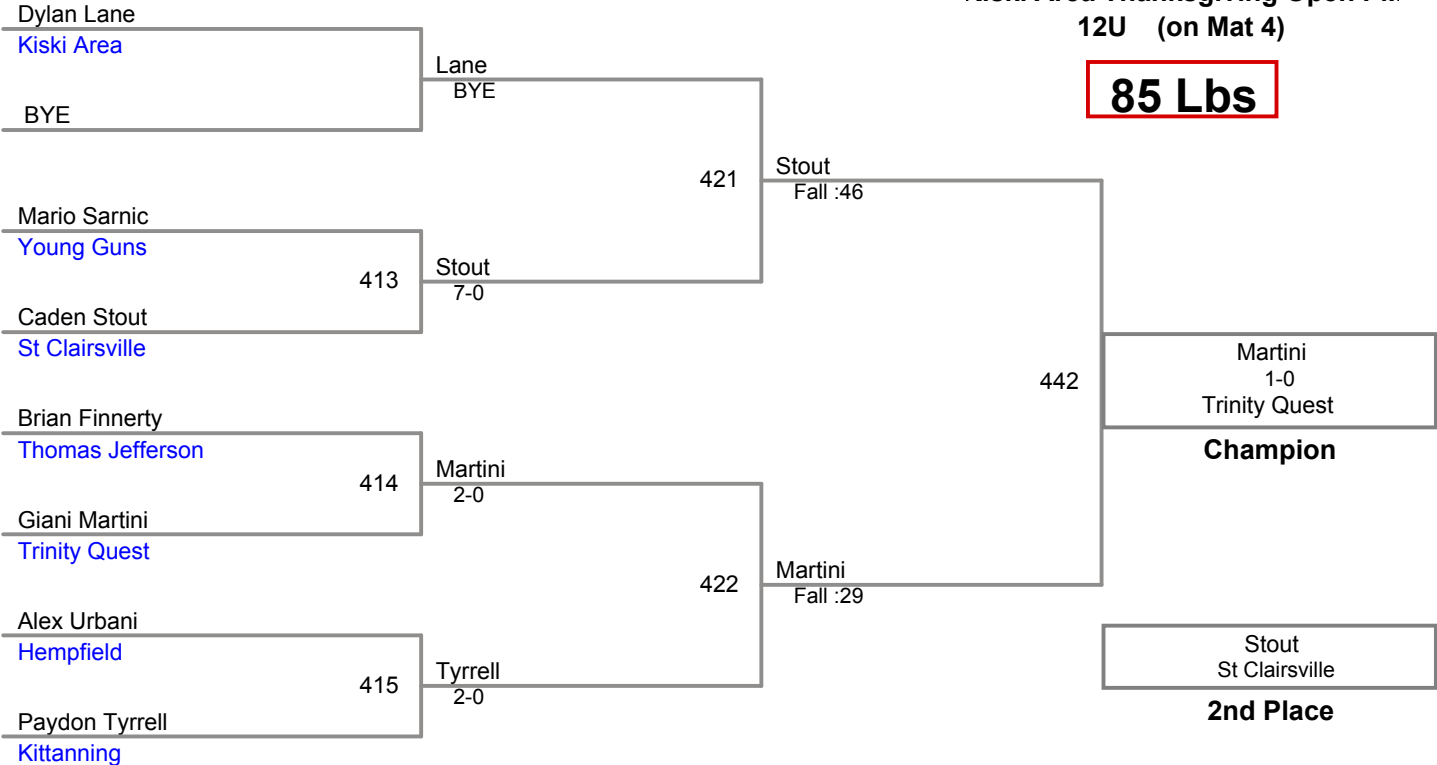 Dylan Lane
Kiski Area
BYE
Lane
BYE
Mario Sarnic
Young Guns
413
Caden Stout
St Clairsville
Stout
7-0
421
Stout
Fall :46
Brian Finnerty
Thomas Jefferson
414
Giani Martini
Trinity Quest
Martini
2-0
Alex Urbani
Hempfield
415
Paydon Tyrrell
Kittanning
Tyrrell
2-0
422
Martini
Fall :29
442
Area Thanksgiving Open
12U (on Mat 4)
85 Lbs
Martini
1-0
Trinity Quest
Champion
Stout
St Clairsville
2nd Place